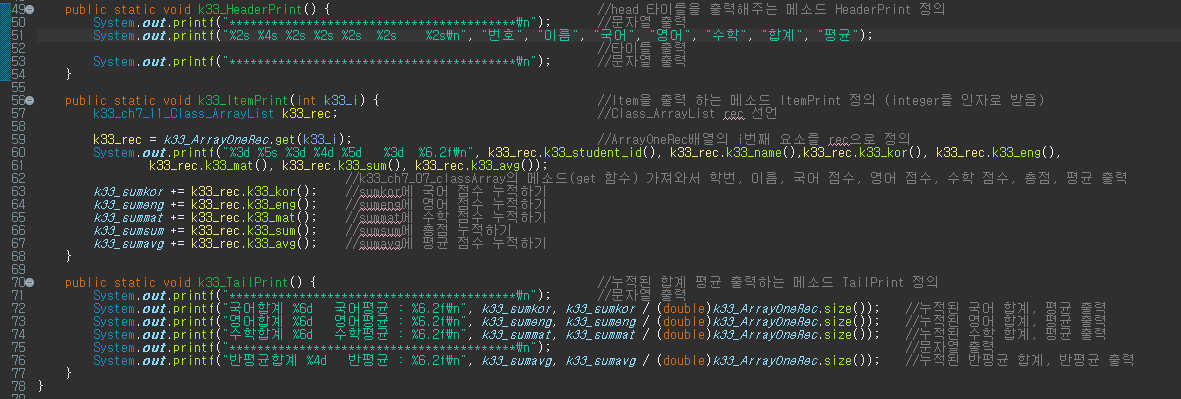 49 public static void k33_HeaderPrint() { //head 타이틀을 출력해주는 메소드 HeaderPrint 정의
50 System.out.printf("*****************************************₩n"); //문자열 출력
51 System.out.printf("%2s %4s %2s %2s %2s %2s %2s₩n", "번호", "이름", "국어", "영어", "수학", "합계", "평균");
52 //타이틀 출력
53 System.out.printf("*****************************************₩n"); //문자열 출력
54 }
55
56 public static void k33_ItemPrint(int k33_i) { //Item을 출력 하는 메소드 ItemPrint 정의 (integer를 인자로 받음)
57 k33_ch7_11_Class_ArrayList k33_rec; //Class_ArrayList rec 선언
58
59 k33_rec = k33_ArrayOneRec.get(k33_i); //ArrayOneRec배열의 i번째 요소를 rec으로 정의
60 System.out.printf("%3d %5s %3d %4d %5d %3d %6.2f₩n", k33_rec.k33_student_id(), k33_rec.k33_name(),k33_rec.k33_kor(), k33_rec.k33_eng(),
61 k33_rec.k33_mat(), k33_rec.k33_sum(), k33_rec.k33_avg());
62 //k33_ch7_07_classArray의 메소드(get 함수) 가져와서 학번, 이름, 국어 점수, 영어 점수, 수학 점수, 총점, 평균 출력
63 k33_sumkor += k33_rec.k33_kor(); //sumkor에 국어 점수 누적하기
64 k33_sumeng += k33_rec.k33_eng(); //sumeng에 영어 점수 누적하기
65 k33_summat += k33_rec.k33_mat(); //summat에 수학 점수 누적하기
66 k33_sumsum += k33_rec.k33_sum(); //sumsum에 총점 누적하기
67 k33_sumavg += k33_rec.k33_avg(); //sumavg에 평균 점수 누적하기
68 }
69
70 public static void k33_TailPrint() { //누적된 합계 평균 출력하는 메소드 TailPrint 정의
71 System.out.printf("*****************************************₩n"); //문자열 출력
72 System.out.printf("국어합계 %6d 국어평균 : %6.2f₩n", k33_sumkor, k33_sumkor / (double)k33_ArrayOneRec.size()); //누적된 국어 합계, 평균 출력
73 System.out.printf("영어합계 %6d 영어평균 : %6.2f₩n", k33_sumeng, k33_sumeng / (double)k33_ArrayOneRec.size()); //누적된 영어 합계, 평균 출력
74 System.out.printf("수학합계 %6d 수학평균 : %6.2f₩n", k33_summat, k33_summat / (double)k33_ArrayOneRec.size()); //누적된 수학 합계, 평균 출력
75 System.out.printf("*****************************************₩n"); //문자열 출력
76 System.out.printf("반평균합계 %4d 반평균 : %6.2f₩n", k33_sumavg, k33_sumavg / (double)k33_ArrayOneRec.size()); //누적된 반평균 합계, 반평균 출력
77 }
78 }
79